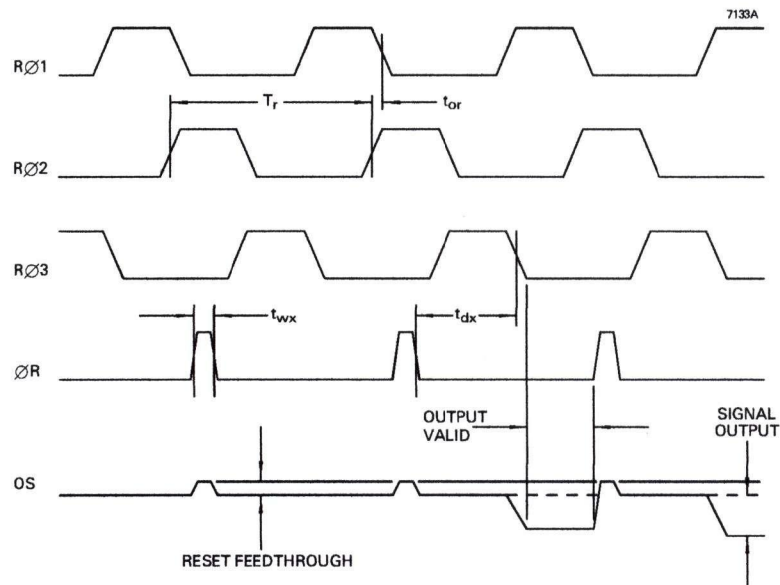 7133A
RØ1
Tr
tor
RØ2
RØ3
twx
tdx
ØR
OUTPUT
VALID
SIGNAL
OUTPUT
OS
RESET FEEDTHROUGH